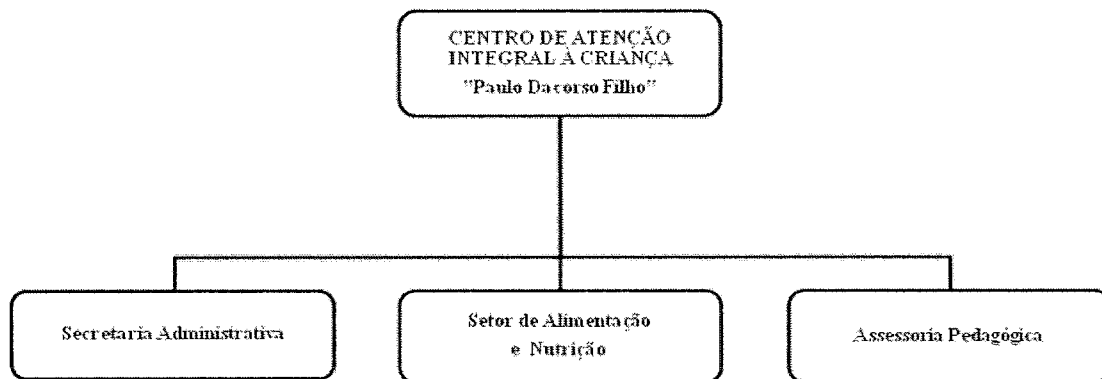 CENTRO DE ATENÇÃO
INTEGRAL À CRIANÇA
"Paulo Dacorso Filho"
Secretaria Administrativa
Setor de Alimentação
e Nutrição
Assessoria Pedagógica